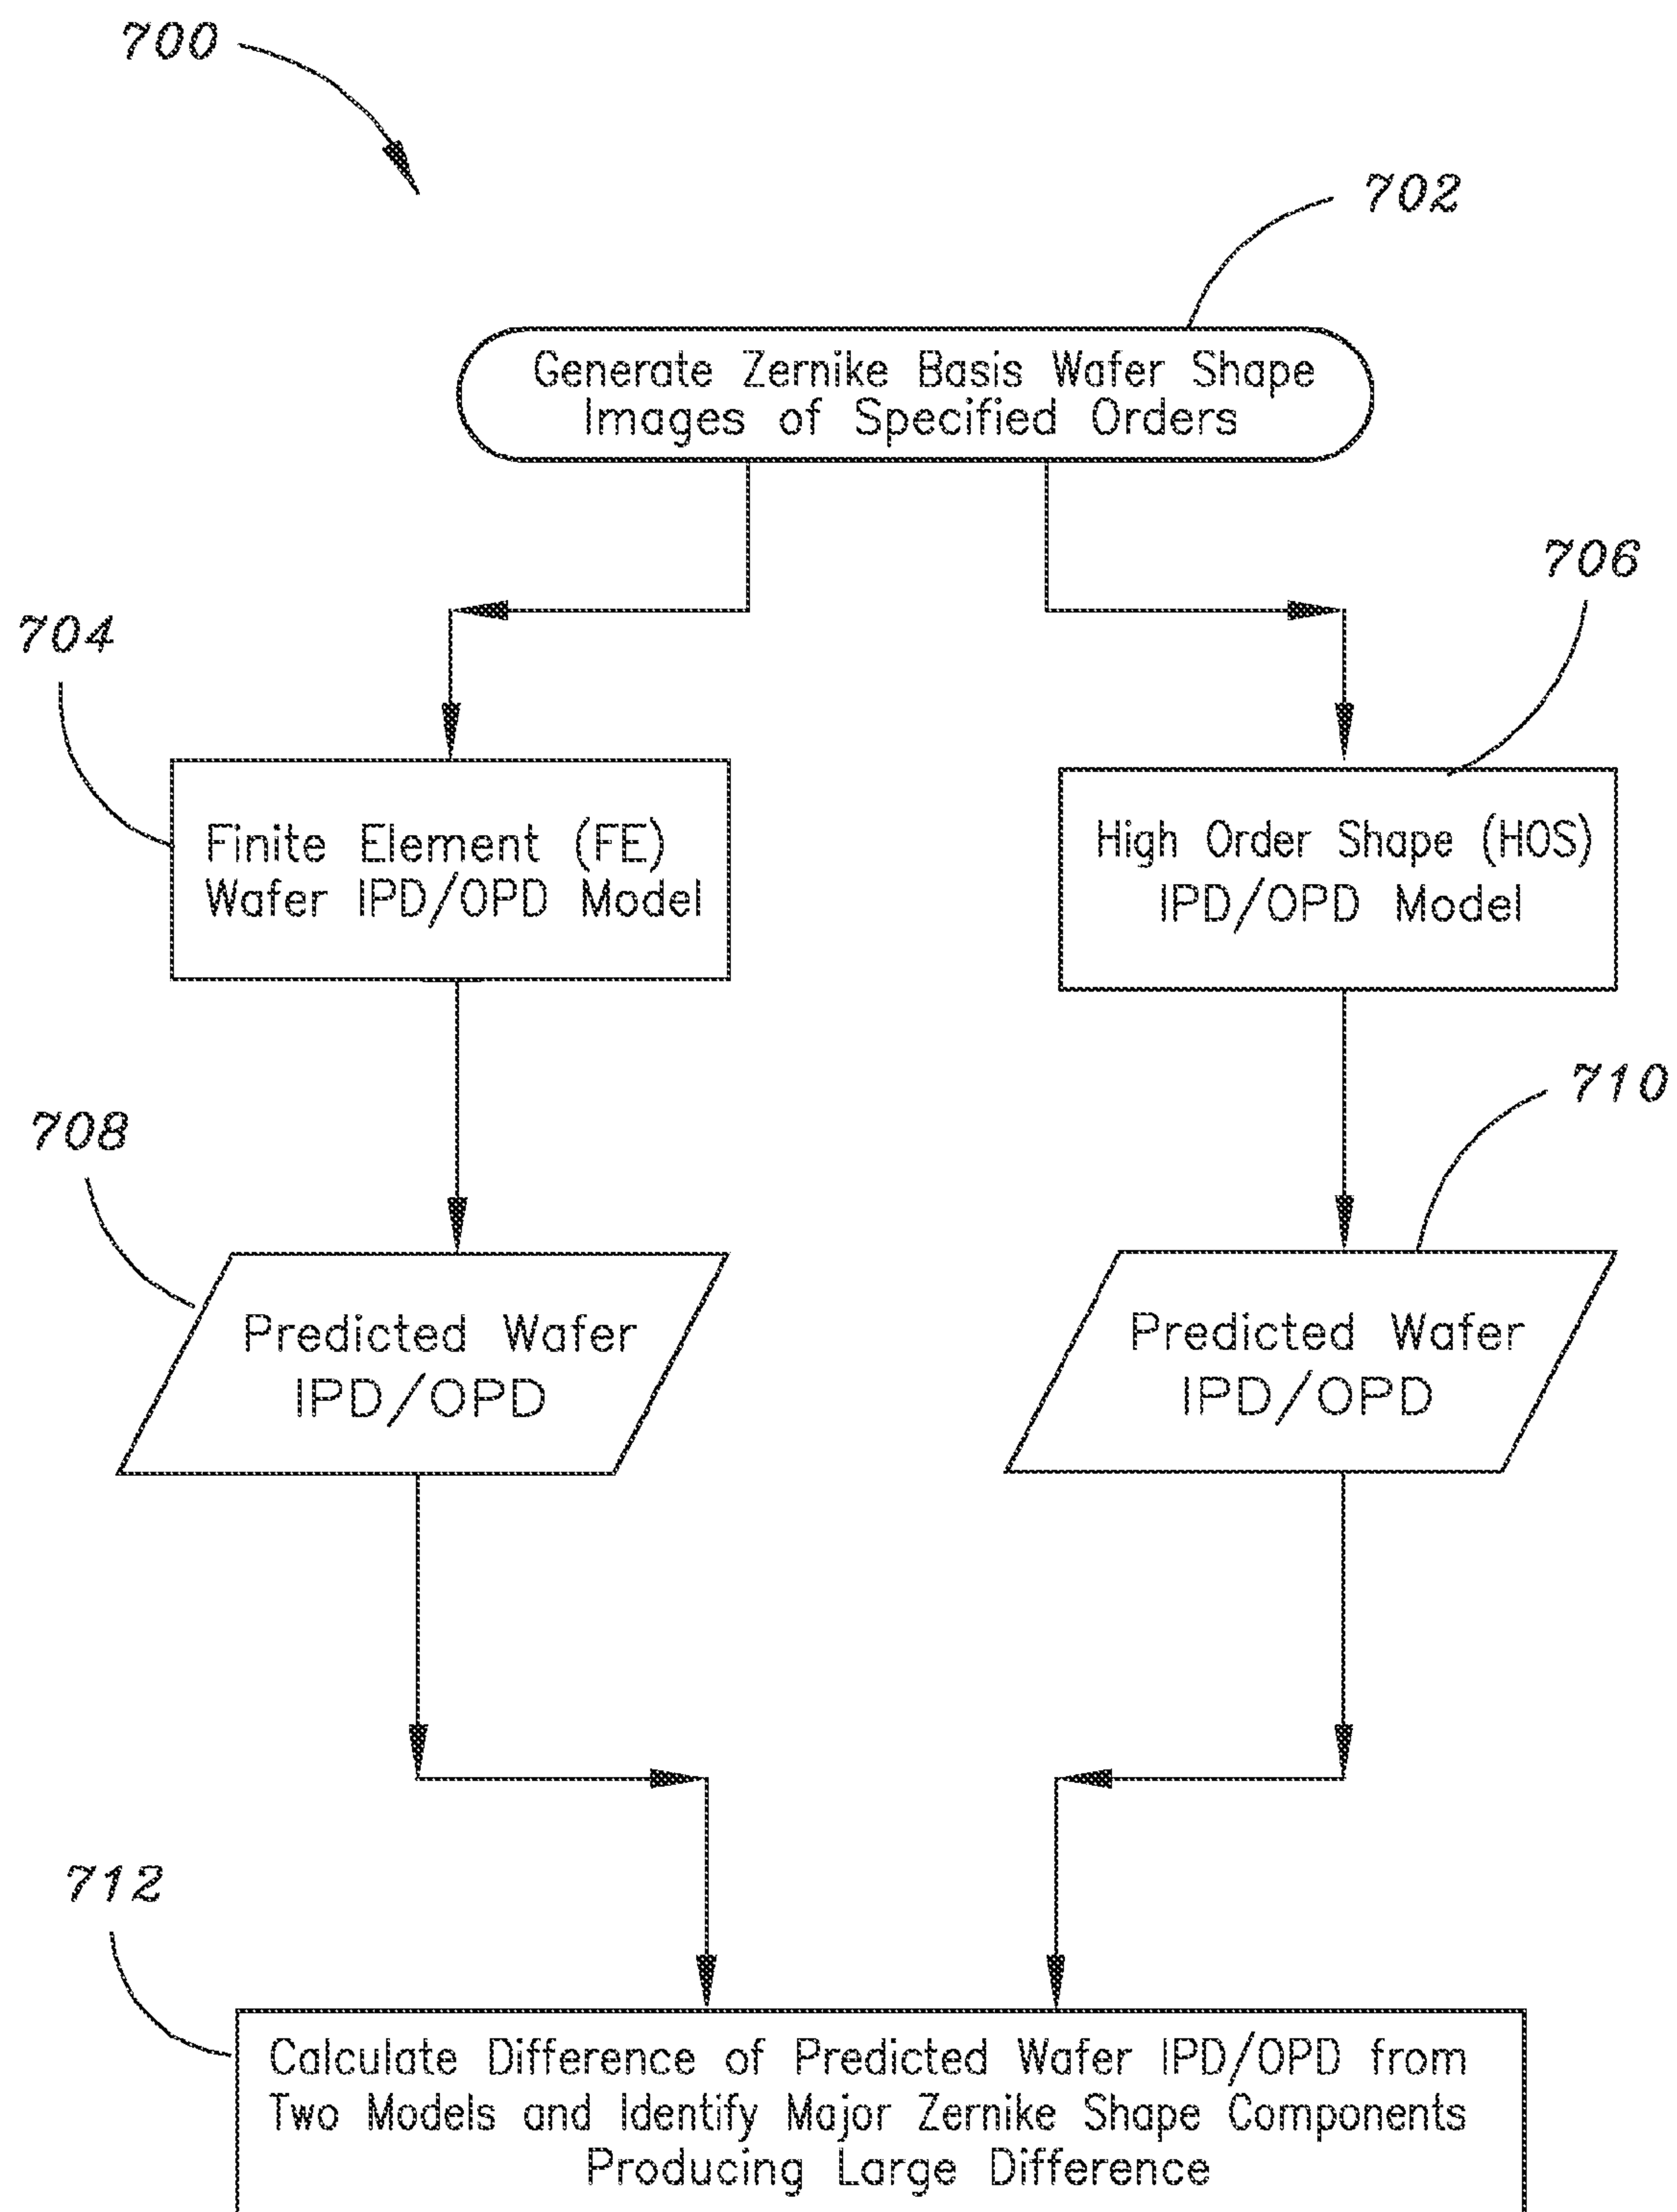 700
702
Generate Zernike Basis Wafer Shape
Images of Specified Orders
706
704
Finite Element (FE)
Wafer IPD/OPD Model
High Order Shape (HOS)
IPD/OPD Model
710
708
Predicted Wafer
IPD/OPD
Predicted Wafer
IPD/OPD
712
Calculate Difference of Predicted Wafer IPD/OPD from
Two Models and Identify Major Zernike Shape Components
Producing Large Difference